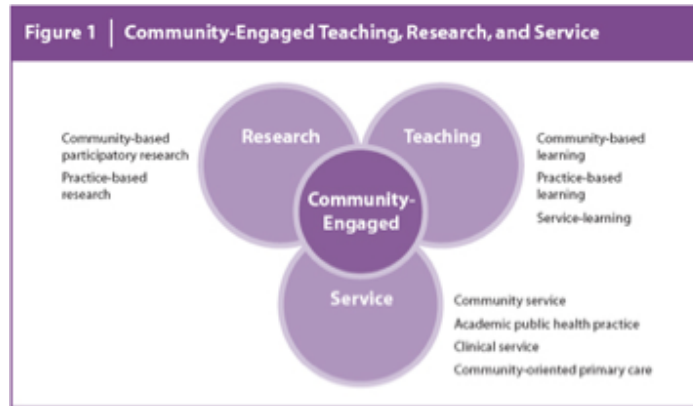 Figure 1 | Community-Engaged Teaching, Research, and Service
Research
Teaching
Community-based
participatory research
Practice-based
research
Community-based
learning
Practice-based
learning
Service-learning
Community-
Engaged
Service
Community service
Academic public health practice
Clinical service
Community-oriented primary care